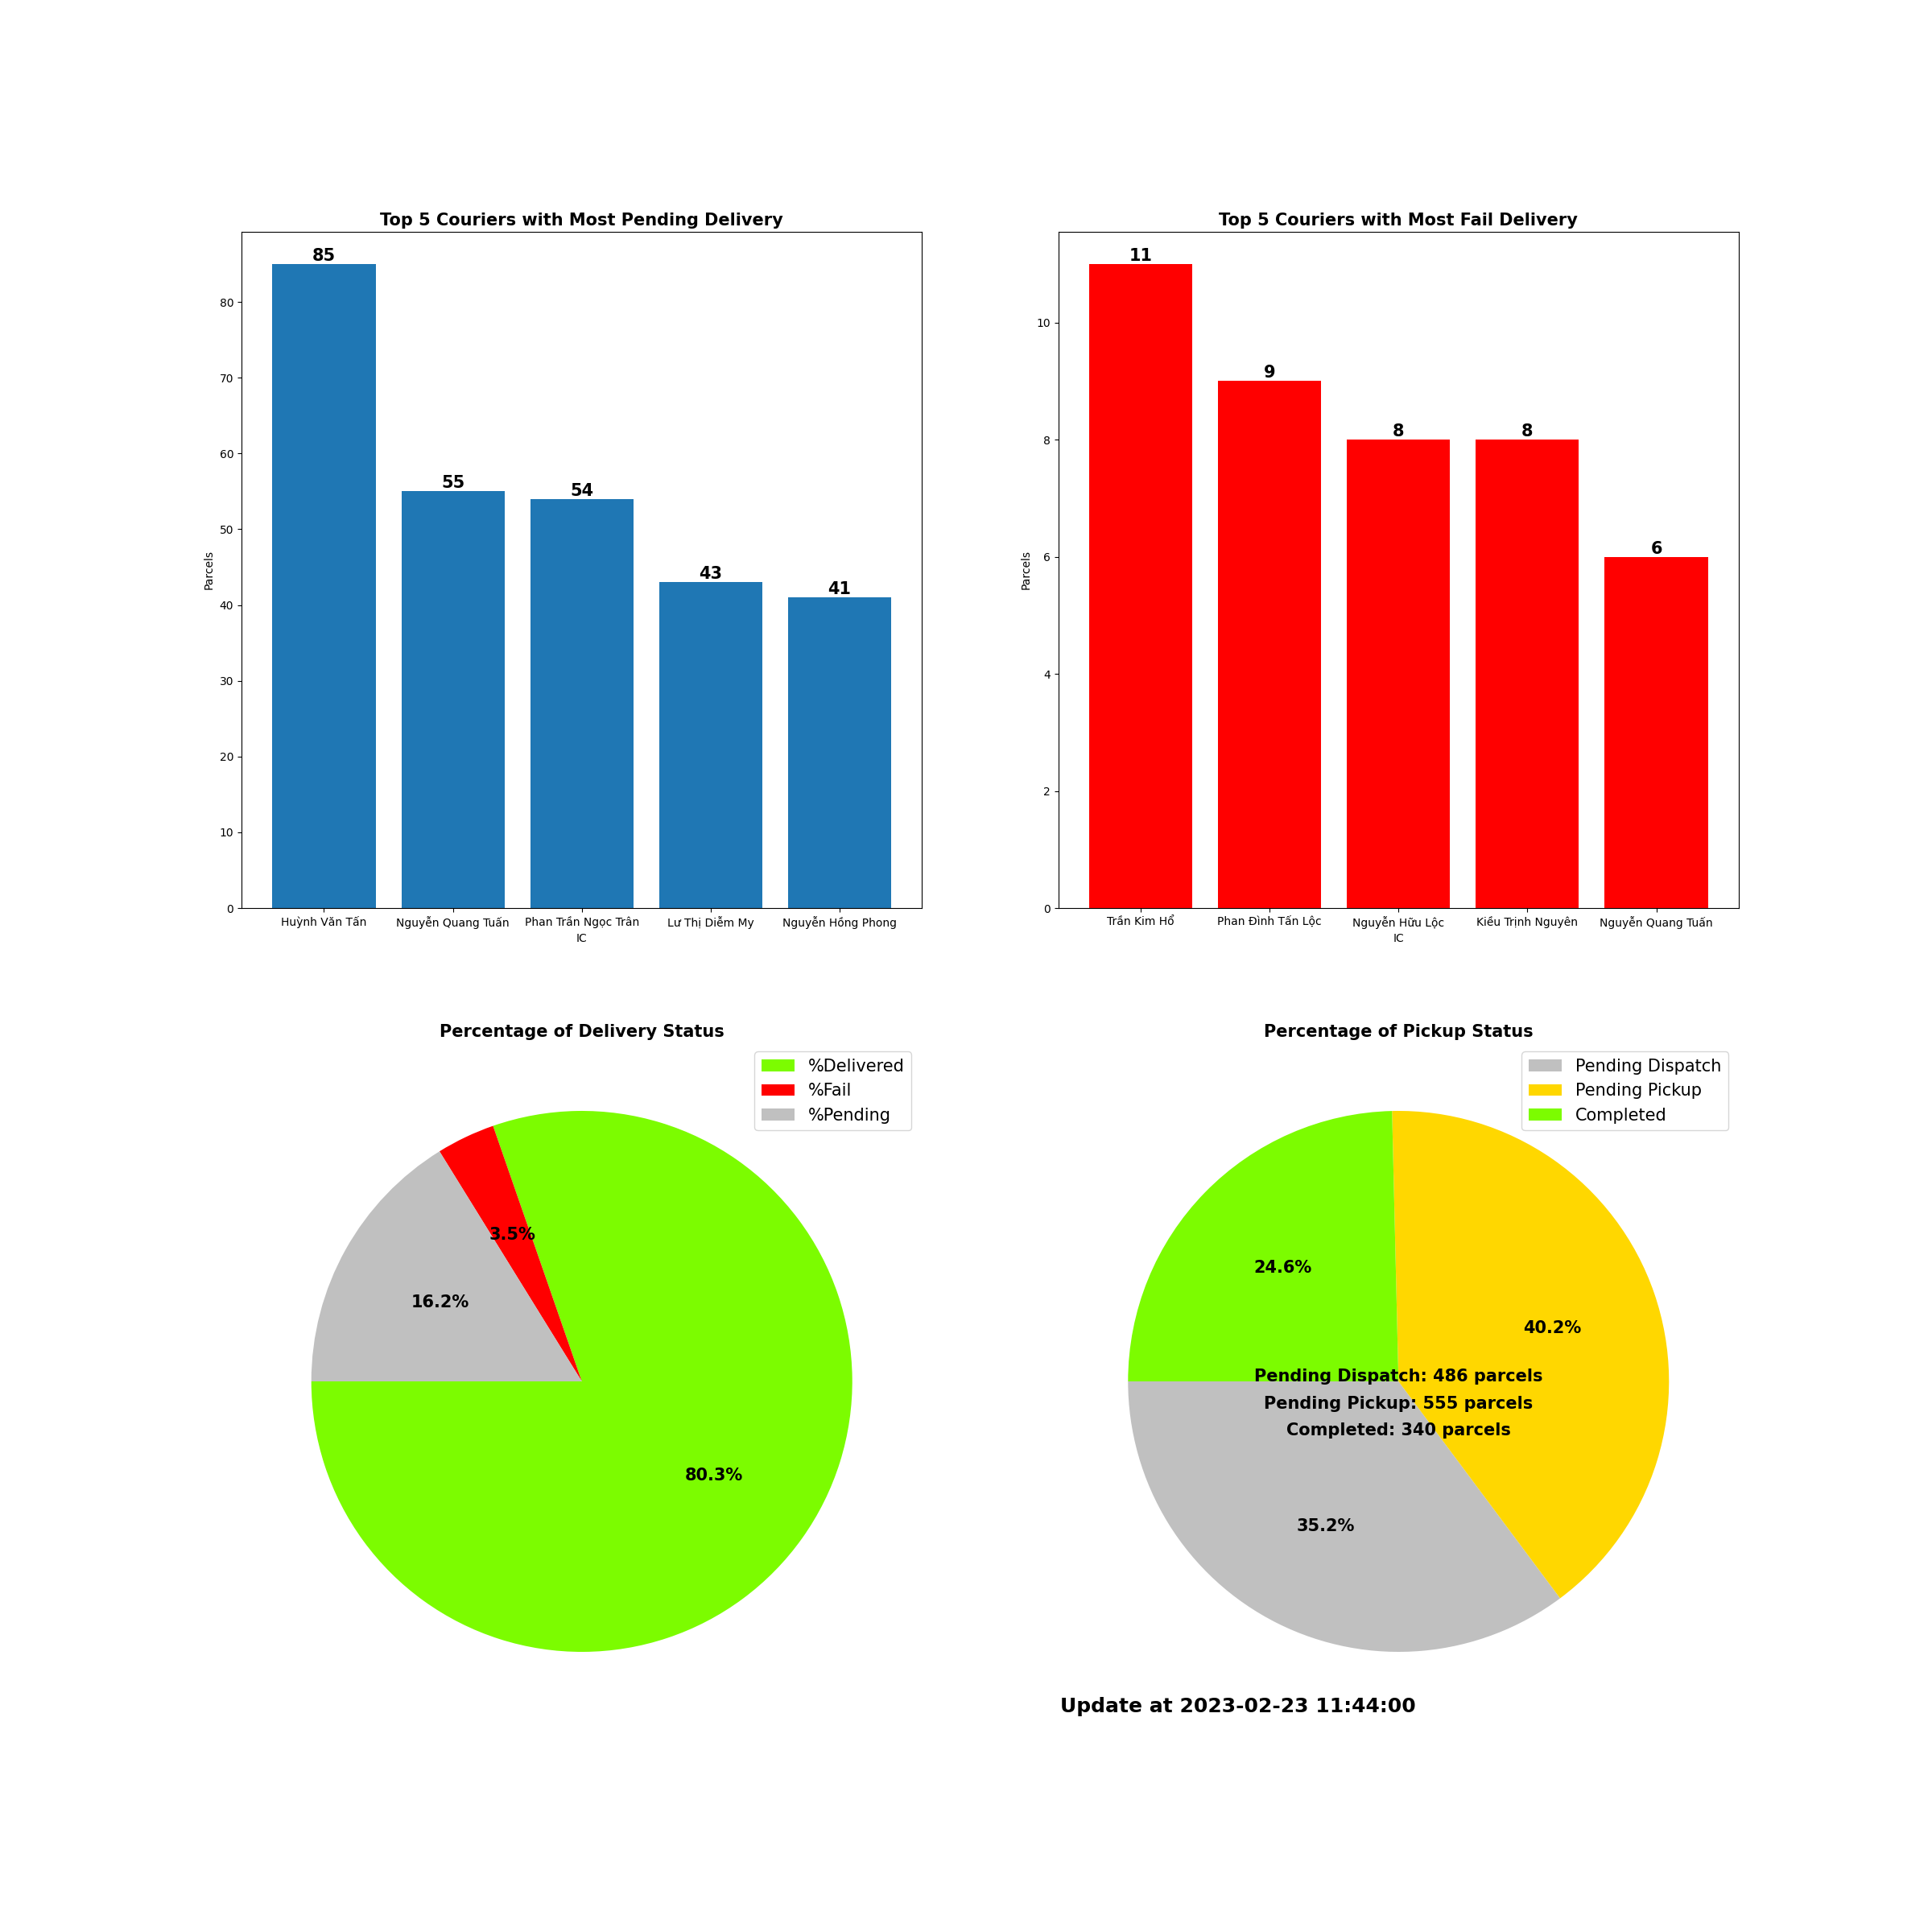 Top 5 Couriers with Most Pending Delivery
85
55
54
43
41
80
70
60
50
40
30
20
10
0
Parcels
Huỳnh Văn Tấn
Nguyễn Quang Tuấn
Phan Trần Ngọc Trân
Lư Thị Diễm My
Nguyễn Hồng Phong
IC
Top 5 Couriers with Most Fail Delivery
11
9
8
8
6
10
8
6
4
2
0
Parcels
Trần Kim Hổ
Phan Đình Tấn Lộc
Nguyễn Hữu Lộc
Kiều Trịnh Nguyên
Nguyễn Quang Tuấn
IC
Percentage of Delivery Status
%Delivered
%Fail
%Pending
3.5%
16.2%
80.3%
Percentage of Pickup Status
Pending Dispatch
Pending Pickup
Completed
24.6%
40.2%
Pending Dispatch: 486 parcels
Pending Pickup: 555 parcels
Completed: 340 parcels
35.2%
Update at 2023-02-23 11:44:00